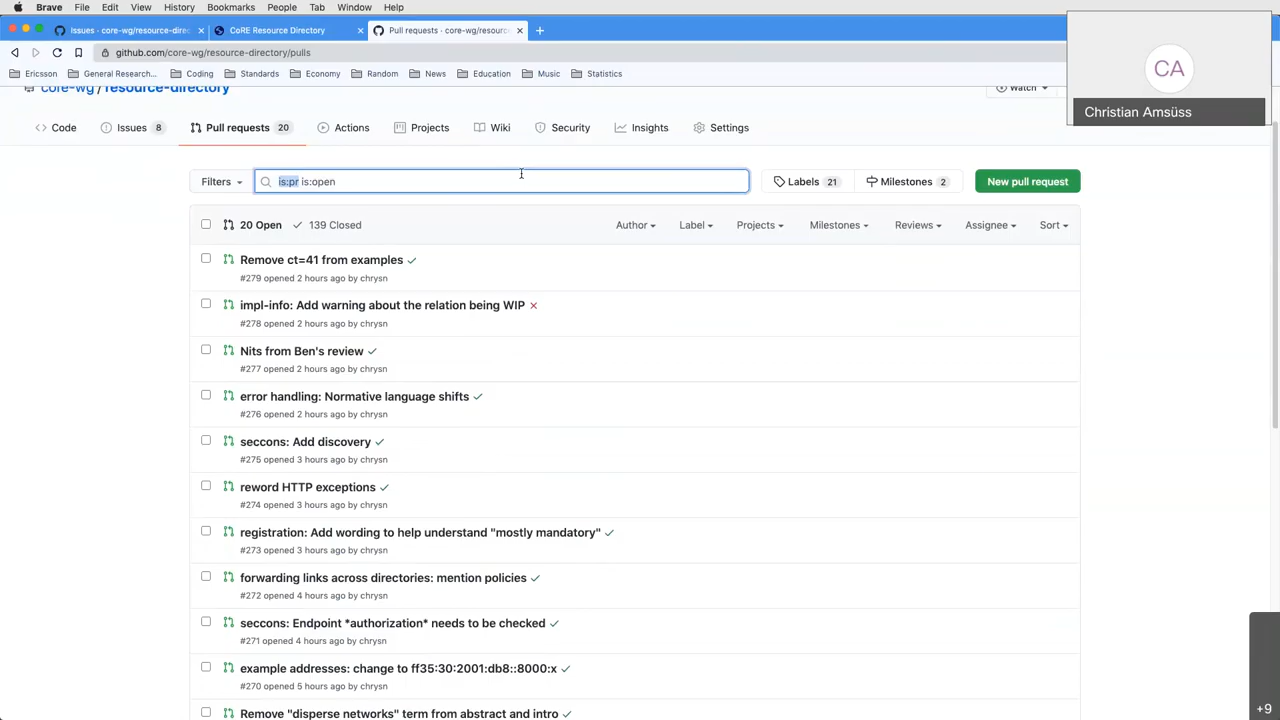 Brave File Edit View History Bookmarks People Tab Window Help
Issues · core-wg/resource-direc × CoRE Resource Directory × Pull requests · core-wg/resourc × +
github.com/core-wg/resource-directory/pulls
Ericsson General Research... Coding Standards Economy Random News Education Music Statistics
CA
Christian Amsüss
core-wg / resource-directory Watch
Code Issues 8 Pull requests 20 Actions Projects Wiki Security Insights Settings
Filters is:pr is:open Labels 21 Milestones 2 New pull request
20 Open 139 Closed Author Label Projects Milestones Reviews Assignee Sort
Remove ct=41 from examples
#279 opened 2 hours ago by chrysn
impl-info: Add warning about the relation being WIP
#278 opened 2 hours ago by chrysn
Nits from Ben's review
#277 opened 2 hours ago by chrysn
error handling: Normative language shifts
#276 opened 2 hours ago by chrysn
seccons: Add discovery
#275 opened 3 hours ago by chrysn
reword HTTP exceptions
#274 opened 3 hours ago by chrysn
registration: Add wording to help understand "mostly mandatory"
#273 opened 3 hours ago by chrysn
forwarding links across directories: mention policies
#272 opened 4 hours ago by chrysn
seccons: Endpoint *authorization* needs to be checked
#271 opened 4 hours ago by chrysn
example addresses: change to ff35:30:2001:db8::8000:x
#270 opened 5 hours ago by chrysn
Remove "disperse networks" term from abstract and intro
+9